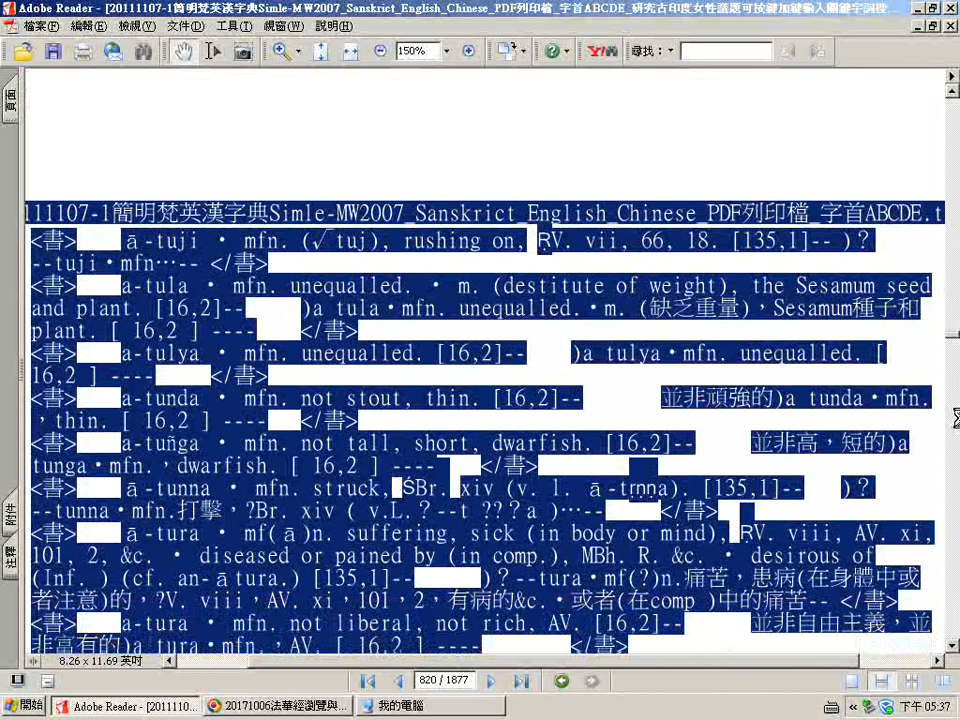 Adobe Reader - [20111107-1簡明梵英漢字典Simle-MW2007_Sanskrict_English_Chinese_PDF列印檔_字首ABCDE_研究古印度女性議題可按鍵輸入關鍵字詞搜...
檔案(F) 編輯(E) 檢視(V) 文件(D) 工具(T) 視窗(W) 說明(H)
150% Y! 尋找:
頁面
111107-1簡明梵英漢字典Simle-MW2007_Sanskrict_English_Chinese_PDF列印檔_字首ABCDE.t
<書> ā-tuji · mfn. (√tuj), rushing on, ṚV. vii, 66, 18. [135,1]-- )?
--tuji·mfn…-- </書>
<書> a-tula · mfn. unequalled. · m. (destitute of weight), the Sesamum seed
and plant. [16,2]-- )a tula·mfn. unequalled.·m. (缺乏重量),Sesamum種子和
plant. [ 16,2 ] ---- </書>
<書> a-tulya · mfn. unequalled. [16,2]-- )a tulya·mfn. unequalled. [
16,2 ] ---- </書>
<書> a-tunda · mfn. not stout, thin. [16,2]-- 並非頑強的)a tunda·mfn.
,thin. [ 16,2 ] ---- </書>
<書> a-tuñga · mfn. not tall, short, dwarfish. [16,2]-- 並非高,短的)a
tunga·mfn.,dwarfish. [ 16,2 ] ---- </書>
<書> ā-tunna · mfn. struck, ŚBr. xiv (v. l. ā-tṛṇṇa). [135,1]-- )?
--tunna·mfn.打擊,?Br. xiv ( v.L.?--t ???a )…-- </書>
<書> ā-tura · mf(ā)n. suffering, sick (in body or mind), ṚV. viii, AV. xi,
101, 2, &c. · diseased or pained by (in comp.), MBh. R. &c. · desirous of
(Inf.) (cf. an-ātura.) [135,1]-- )?--tura·mf(?)n.痛苦,患病(在身體中或
者注意)的,?V. viii,AV. xi,101,2,有病的&c.·或者(在comp )中的痛苦-- </書>
<書> a-tura · mfn. not liberal, not rich, AV. [16,2]-- 並非自由主義,並
非富有的)a tura·mfn.,AV. [ 16,2 ] ---- </書>
附件
注釋
8.26 x 11.69 英吋
820 / 1877
開始 Adobe Reader - [2011110... 20171006法華經瀏覽與... 我的電腦 « 下午 05:37